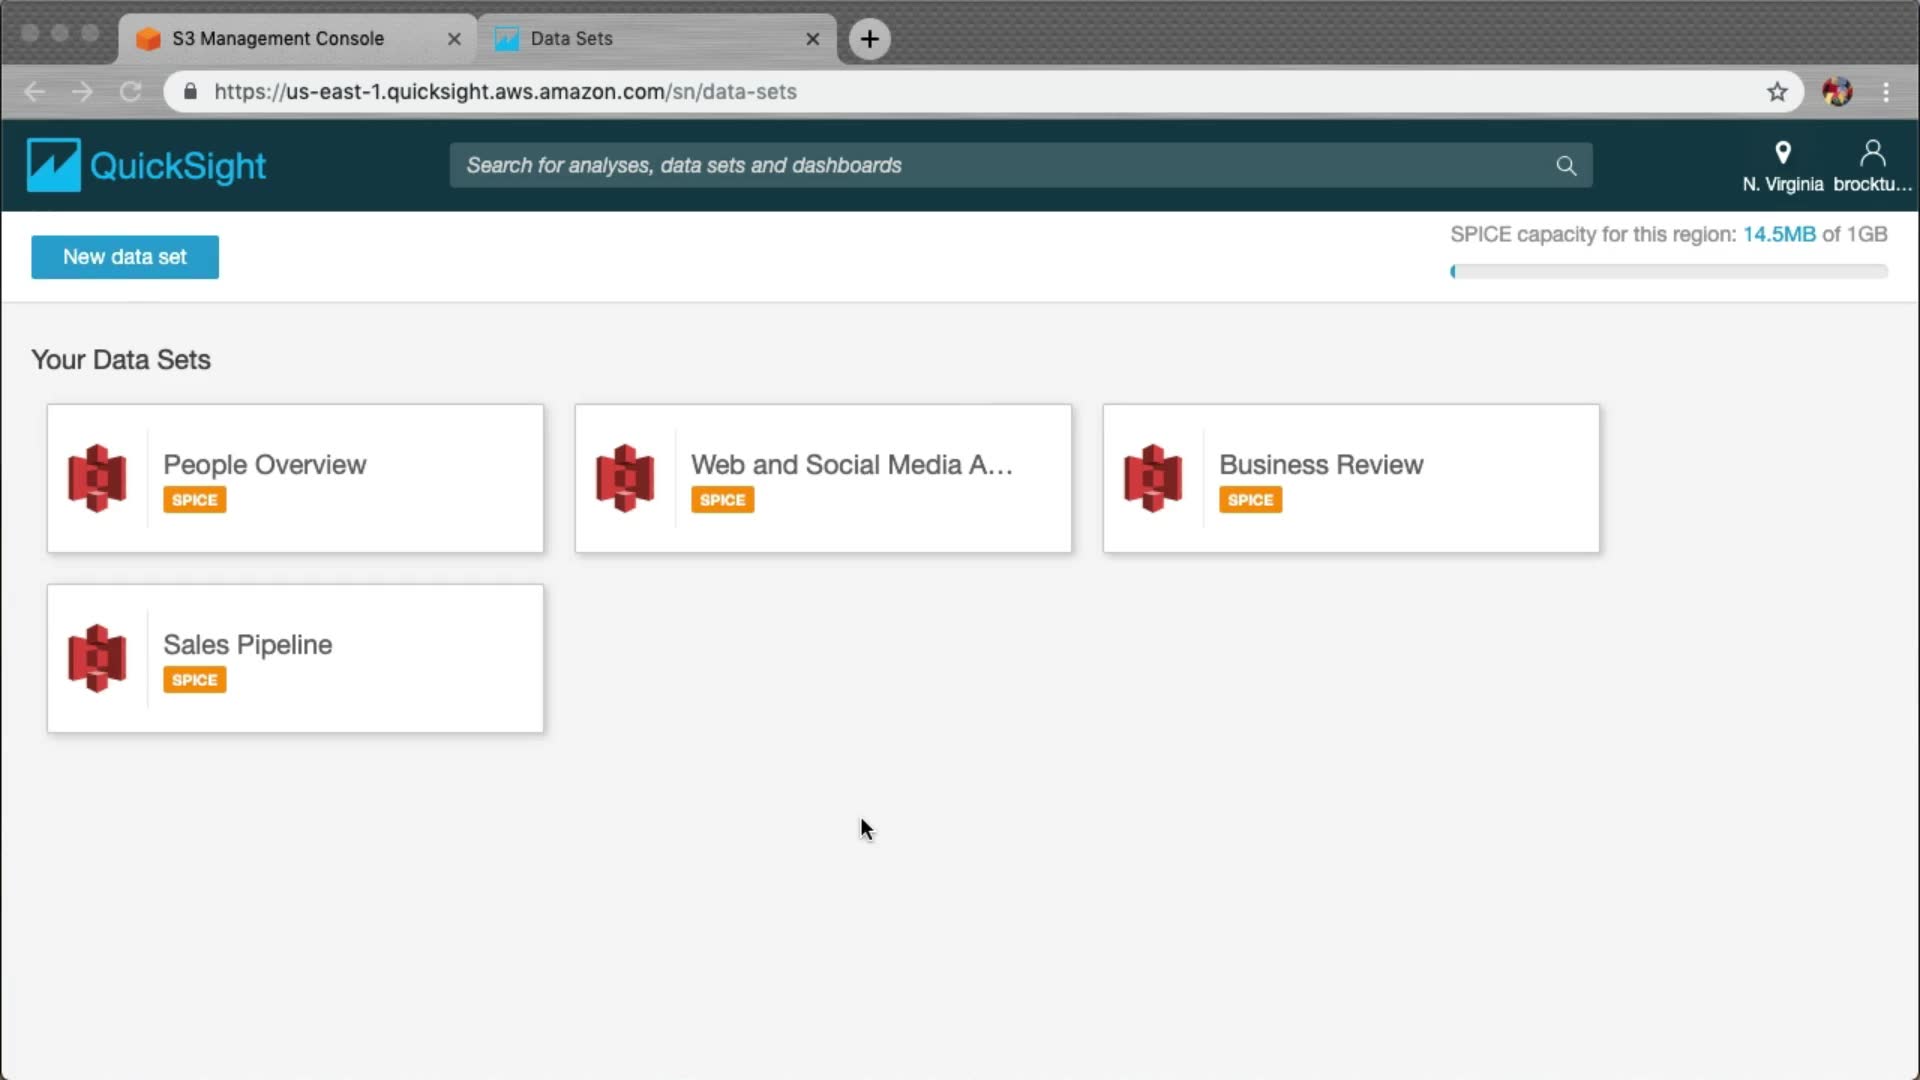 S3 Management Console
Data Sets
https://us-east-1.quicksight.aws.amazon.com/sn/data-sets
QuickSight
Search for analyses, data sets and dashboards
N. Virginia
brocktu...
New data set
SPICE capacity for this region: 14.5MB of 1GB
Your Data Sets
People Overview
SPICE
Web and Social Media A...
SPICE
Business Review
SPICE
Sales Pipeline
SPICE